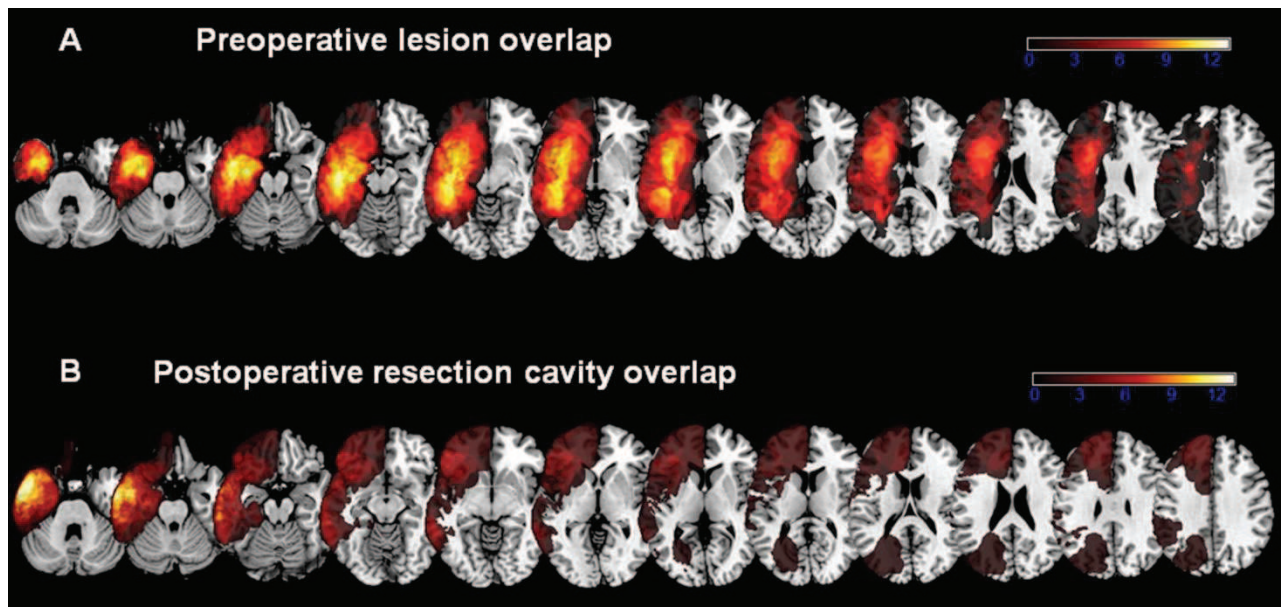 A Preoperative lesion overlap
0 3 6 9 12
B Postoperative resection cavity overlap
0 3 6 9 12